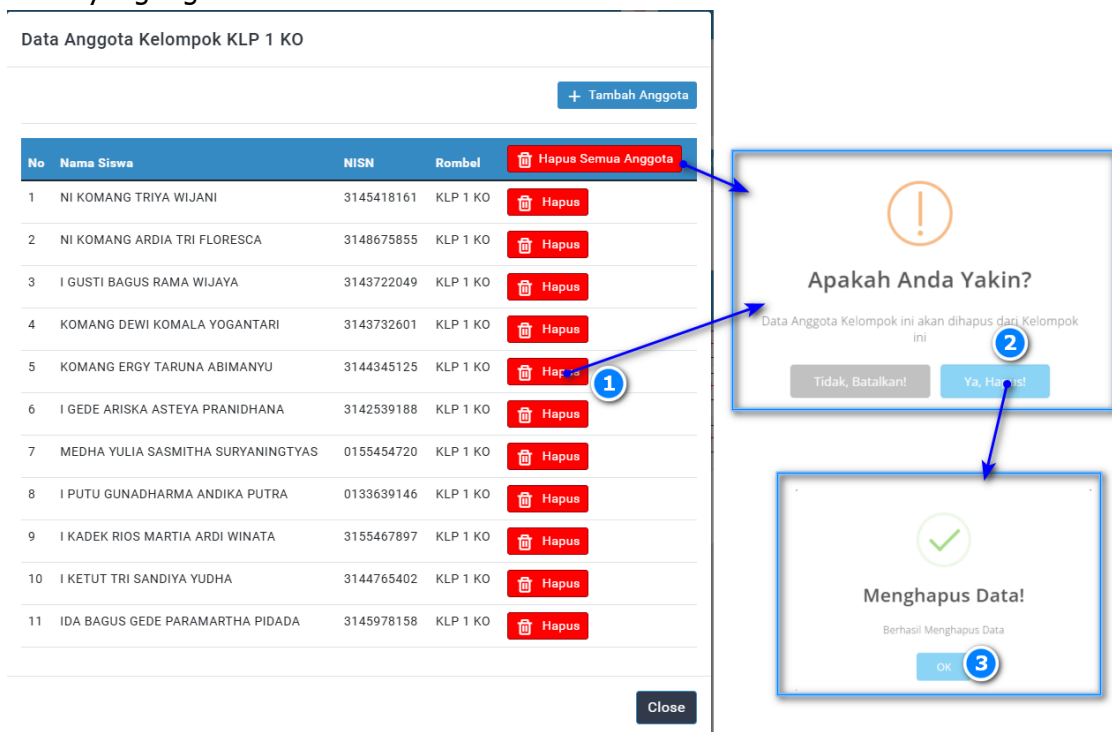 Data Anggota Kelompok KLP 1 KO
+ Tambah Anggota
No Nama Siswa NISN Rombel Hapus Semua Anggota
1 NI KOMANG TRIYA WIJANI 3145418161 KLP 1 KO Hapus
2 NI KOMANG ARDIA TRI FLORESCA 3148675855 KLP 1 KO Hapus
3 I GUSTI BAGUS RAMA WIJAYA 3143722049 KLP 1 KO Hapus
4 KOMANG DEWI KOMALA YOGANTARI 3143732601 KLP 1 KO Hapus
5 KOMANG ERGY TARUNA ABIMANYU 3144345125 KLP 1 KO Hapus
1
6 I GEDE ARISKA ASTEYA PRANIDHANA 3142539188 KLP 1 KO Hapus
7 MEDHA YULIA SASMITHA SURYANINGTYAS 0155454720 KLP 1 KO Hapus
8 I PUTU GUNADHARMA ANDIKA PUTRA 0133639146 KLP 1 KO Hapus
9 I KADEK RIOS MARTIA ARDI WINATA 3155467897 KLP 1 KO Hapus
10 I KETUT TRI SANDIYA YUDHA 3144765402 KLP 1 KO Hapus
11 IDA BAGUS GEDE PARAMARTHA PIDADA 3145978158 KLP 1 KO Hapus
Close
Apakah Anda Yakin?
Data Anggota Kelompok ini akan dihapus dari Kelompok
ini
2
Tidak, Batalkan! Ya, Hapus!
Menghapus Data!
Berhasil Menghapus Data
OK 3